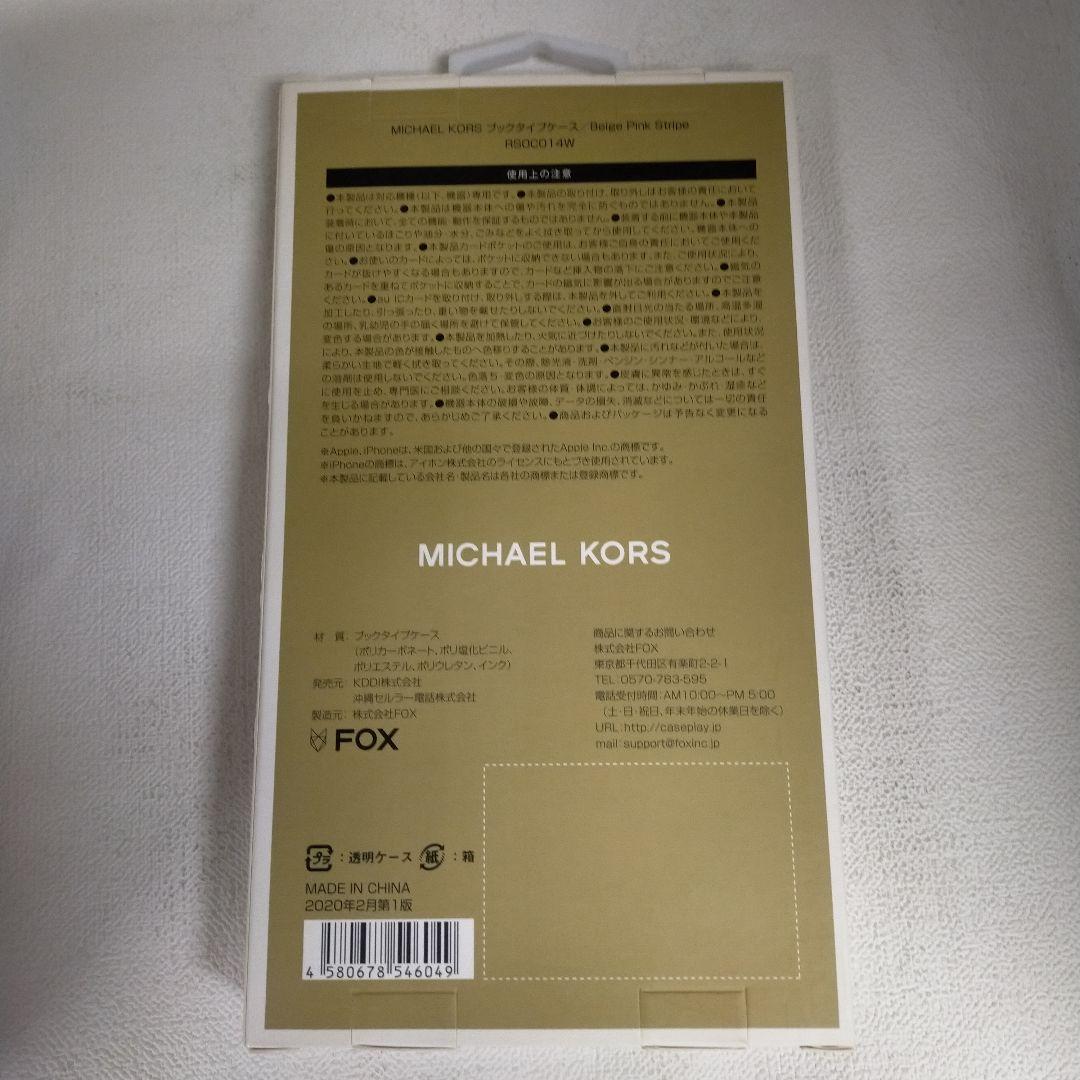 MICHAEL KORS ブックタイプケース／Beige Pink Stripe
RS0C014W
使用上の注意
●本製品は対応機種(以下、機器)専用です。●本製品の取り付け、取り外しはお客様の責任において
行ってください。●本製品は機器本体への傷や汚れを完全に防ぐものではありません。●本製品
装着時において、全ての機能・動作を保証するものではありません。●装着する前に機器本体や本製品
に付いているほこりや油分・水分、ごみなどをよく拭き取ってから使用してください。機器本体への
傷の原因となります。●本製品カードポケットのご使用は、お客様ご自身の責任においてご使用くださ
い。●お使いのカードによっては、ポケットに収納できない場合もあります。また、ご使用状況により、
カードが抜けやすくなる場合もありますので、カードなど挿入物の落下にご注意ください。●磁気の
あるカードを重ねてポケットに収納することで、カードの磁気に影響が出る場合がありますのでご注意
ください。●au ICカードを取り付け、取り外しする際は、本製品を外してご利用ください。●本製品を
加工したり、引っ張ったり、重い物を載せたりしないでください。●直射日光の当たる場所、高温多湿
の場所、乳幼児の手の届く場所を避けて保管してください。●お客様のご使用状況・環境などにより、
変色する場合があります。●本製品を加熱したり、火気に近づけたりしないでください。また、使用状況
により、本製品の色が接触したものへ色移りすることがあります。●本製品に汚れなどが付いた場合は、
柔らかい生地で軽く拭き取ってください。その際、除光液・洗剤・ベンジン・シンナー・アルコールなど
の溶剤は使用しないでください。色落ち・変色の原因となります。●皮膚に異常を感じたときは、すぐ
に使用を止め、専門医にご相談ください。お客様の体質・体調によっては、かゆみ・かぶれ・湿疹など
を生じる場合があります。●機器本体の破損や故障、データの損失、消滅などについては一切の責任
を負いかねますので、あらかじめご了承ください。●商品およびパッケージは予告なく変更になる
ことがあります。
※Apple、iPhoneは、米国および他の国々で登録されたApple Inc.の商標です。
※iPhoneの商標は、アイホン株式会社のライセンスにもとづき使用されています。
※本製品に記載している会社名・製品名は各社の商標または登録商標です。
MICHAEL KORS
材 質： ブックタイプケース
(ポリカーボネート、ポリ塩化ビニル、
ポリエステル、ポリウレタン、インク)
発売元： KDDI株式会社
沖縄セルラー電話株式会社
製造元： 株式会社FOX
FOX
商品に関するお問い合わせ
株式会社FOX
東京都千代田区有楽町2-2-1
TEL：0570-783-595
電話受付時間：AM10:00～PM 5:00
(土・日・祝日、年末年始の休業日を除く)
URL：http://caseplay.jp
mail：support@foxinc.jp
プラ ：透明ケース 紙 ：箱
MADE IN CHINA
2020年2月第1版
4 580678 546049